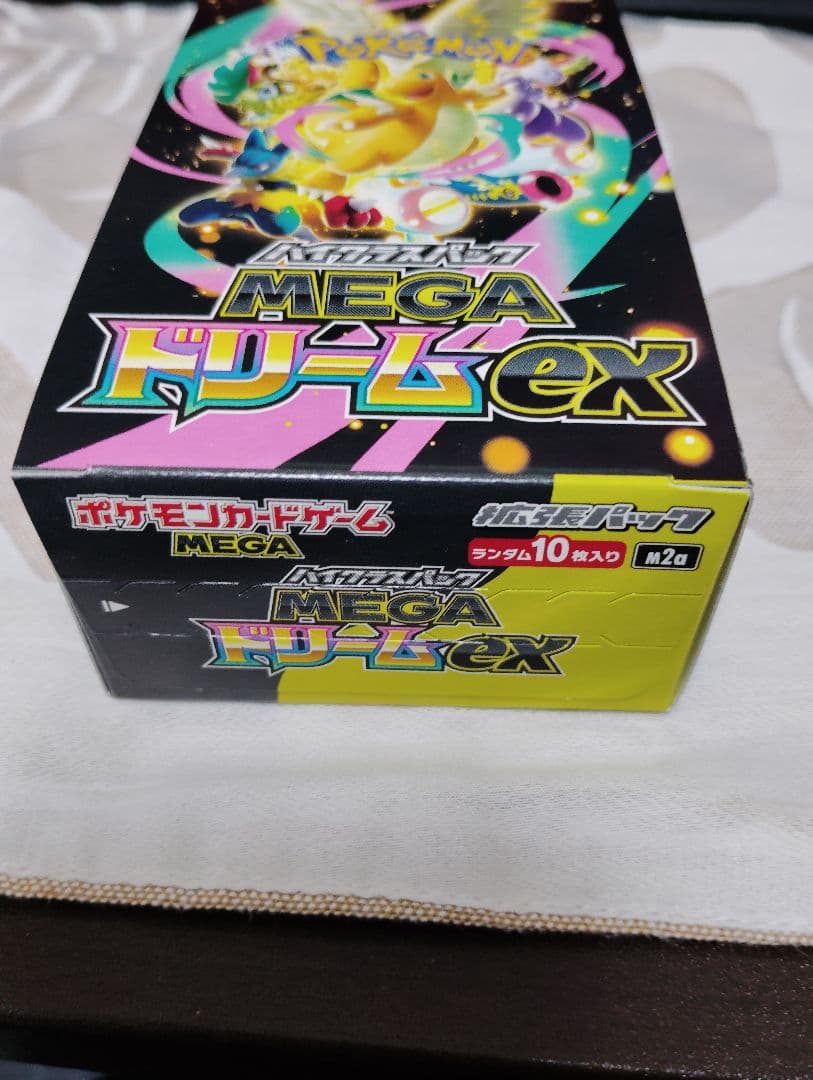 POKÉMON
ハイクラスパック
MEGA
ドリームex
ポケモンカードゲーム
MEGA
拡張パック
ランダム10枚入り
M2a
ハイクラスパック
MEGA
ドリームex